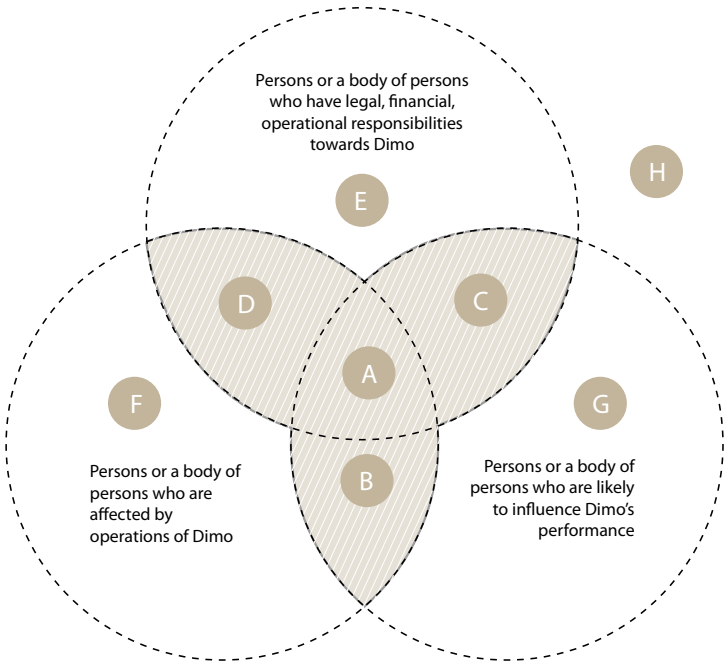 Persons or a body of persons
who have legal, financial,
operational responsibilities
towards Dimo
H
E
D
C
A
F
G
Persons or a body of
persons who are
affected by
operations of Dimo
B
Persons or a body of
persons who are likely
to influence Dimo's
performance